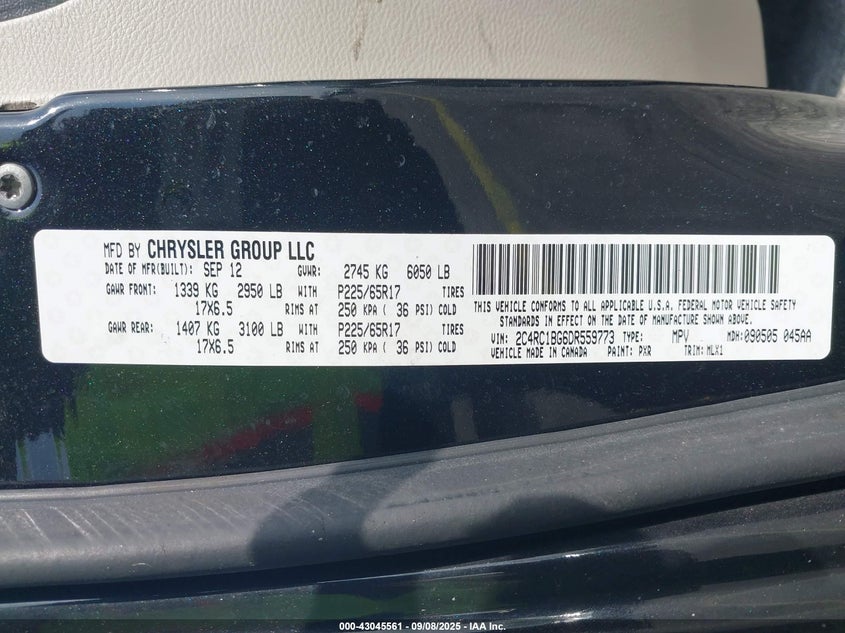 MFD BY CHRYSLER GROUP LLC
DATE OF MFR(BUILT): SEP 12 GVWR: 2745 KG 6050 LB
GAWR FRONT: 1339 KG 2950 LB WITH P225/65R17 TIRES
17X6.5 RIMS AT 250 KPA ( 36 PSI) COLD
GAWR REAR: 1407 KG 3100 LB WITH P225/65R17 TIRES
17X6.5 RIMS AT 250 KPA ( 36 PSI) COLD
THIS VEHICLE CONFORMS TO ALL APPLICABLE U.S.A. FEDERAL MOTOR VEHICLE SAFETY
STANDARDS IN EFFECT ON THE DATE OF MANUFACTURE SHOWN ABOVE.
VIN: 2C4RC1BG6DR559773 TYPE: MPV MDH:090505 045AA
VEHICLE MADE IN CANADA PAINT: PXR TRIM: MLX1
000-43045561 - 09/08/2025 - IAA Inc.